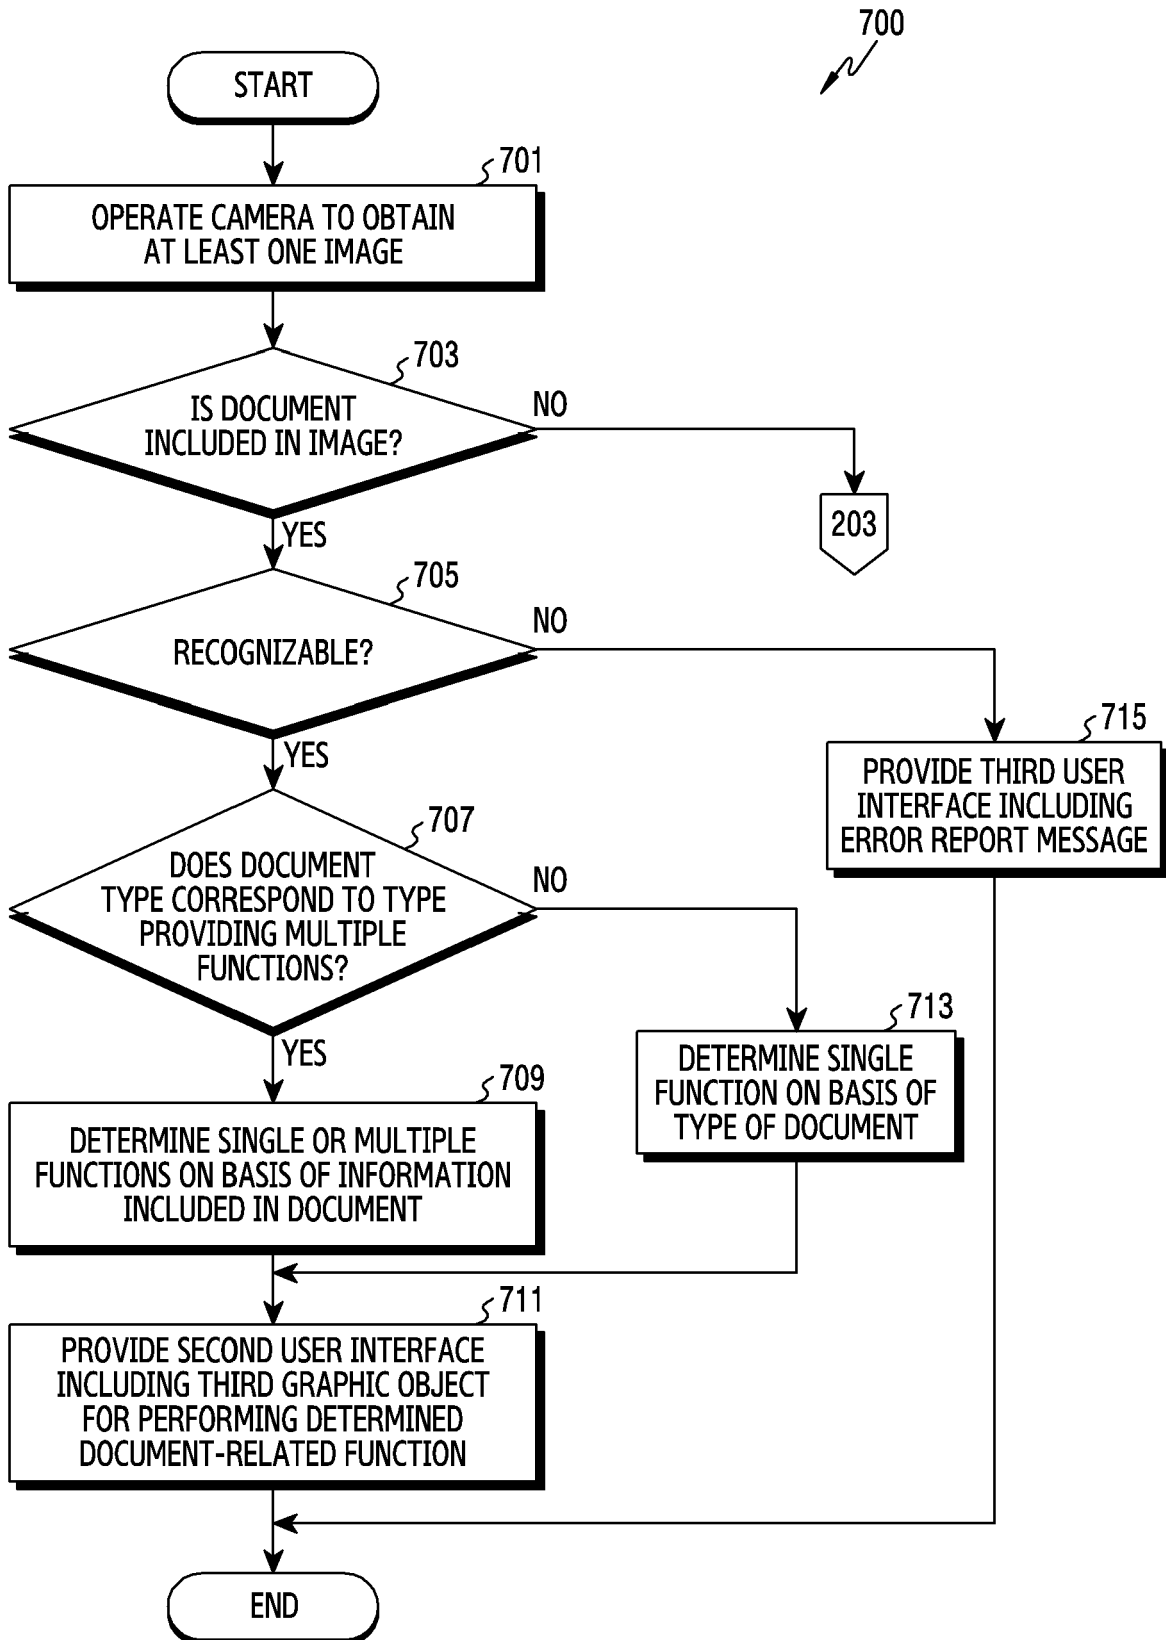 700
START
701
OPERATE CAMERA TO OBTAIN
AT LEAST ONE IMAGE
703
IS DOCUMENT
INCLUDED IN IMAGE?
NO
203
YES
705
RECOGNIZABLE?
NO
715
PROVIDE THIRD USER
INTERFACE INCLUDING
ERROR REPORT MESSAGE
YES
707
DOES DOCUMENT
TYPE CORRESPOND TO TYPE
PROVIDING MULTIPLE
FUNCTIONS?
NO
713
DETERMINE SINGLE
FUNCTION ON BASIS OF
TYPE OF DOCUMENT
YES
709
DETERMINE SINGLE OR MULTIPLE
FUNCTIONS ON BASIS OF INFORMATION
INCLUDED IN DOCUMENT
711
PROVIDE SECOND USER INTERFACE
INCLUDING THIRD GRAPHIC OBJECT
FOR PERFORMING DETERMINED
DOCUMENT-RELATED FUNCTION
END